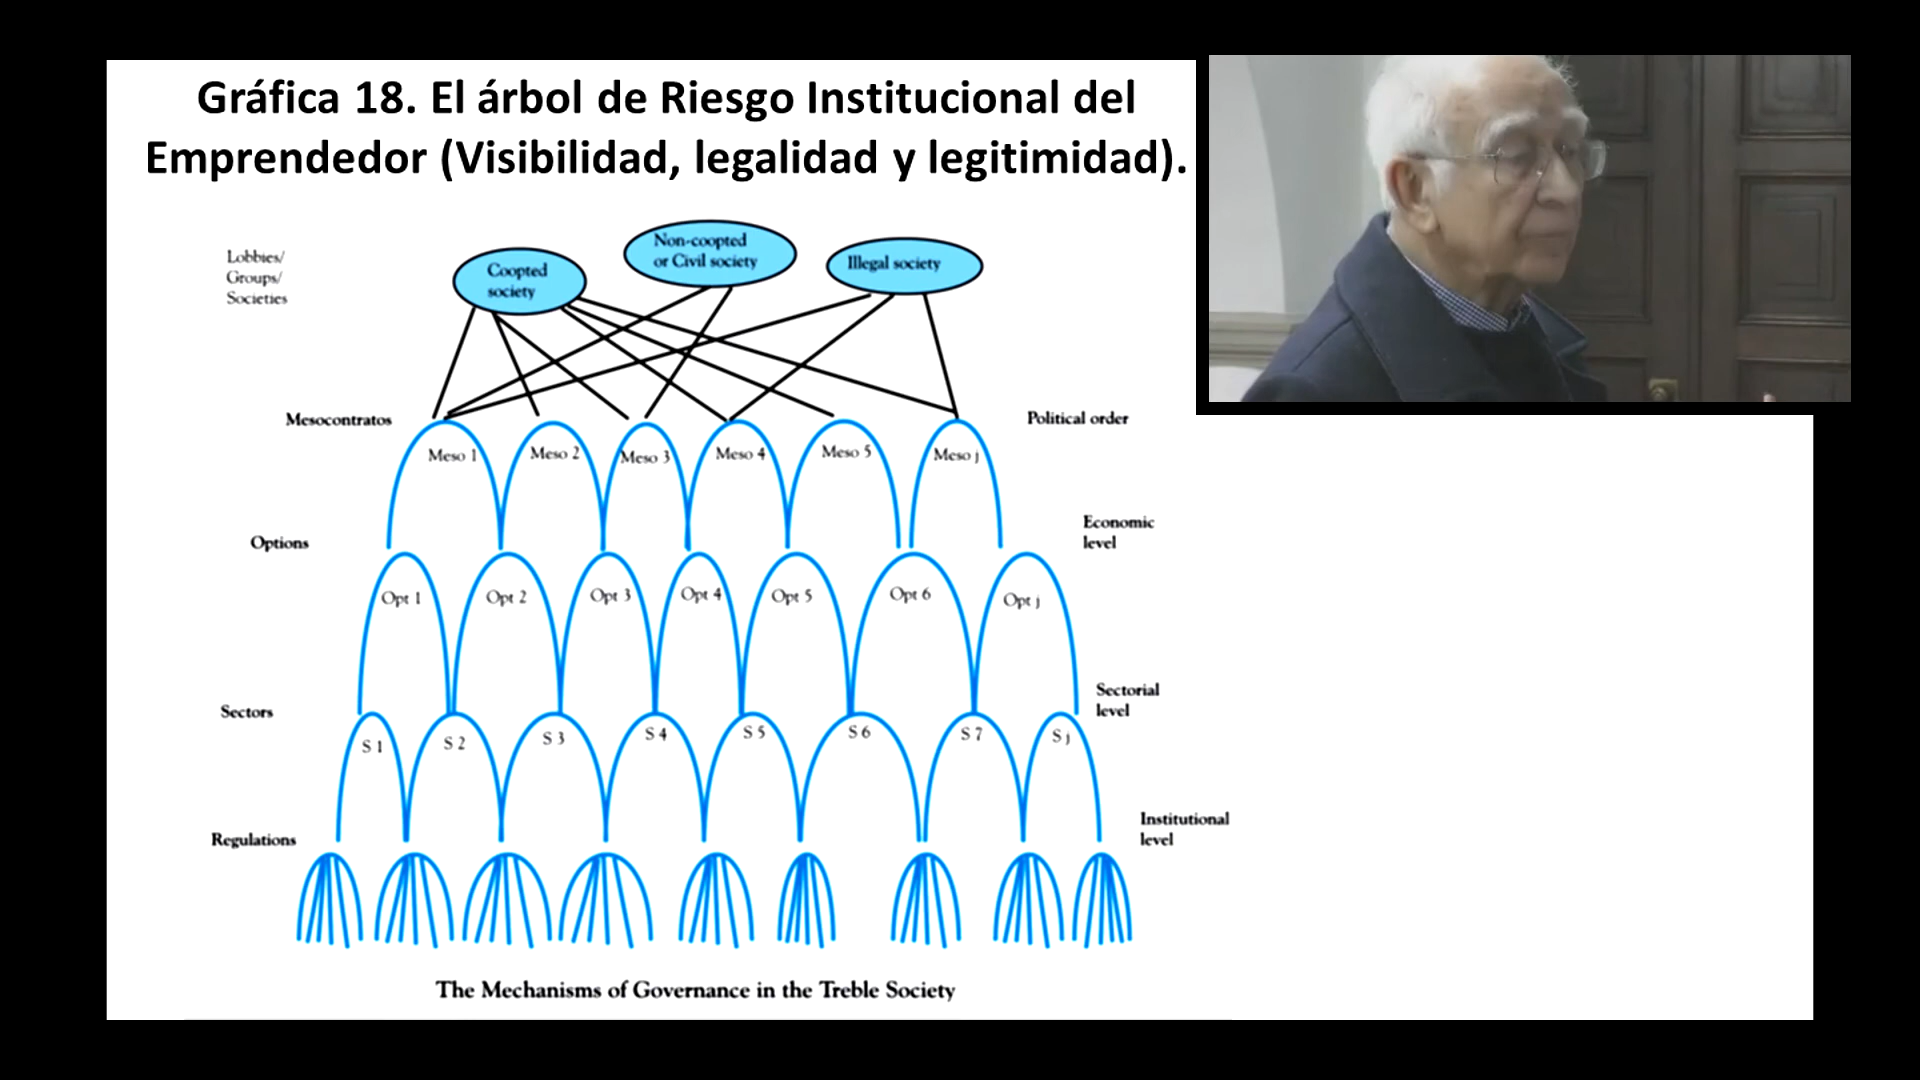 Gráfica 18. El árbol de Riesgo Institucional del
Emprendedor (Visibilidad, legalidad y legitimidad).
Lobbies/
Groups/
Societies
Coopted
society
Non-coopted
or Civil society
Illegal society
Mesocontratos
Political order
Meso 1
Meso 2
Meso 3
Meso 4
Meso 5
Meso j
Options
Economic
level
Opt 1
Opt 2
Opt 3
Opt 4
Opt 5
Opt 6
Opt j
Sectors
Sectorial
level
S 1
S 2
S 3
S 4
S 5
S 6
S 7
S j
Regulations
Institutional
level
The Mechanisms of Governance in the Treble Society